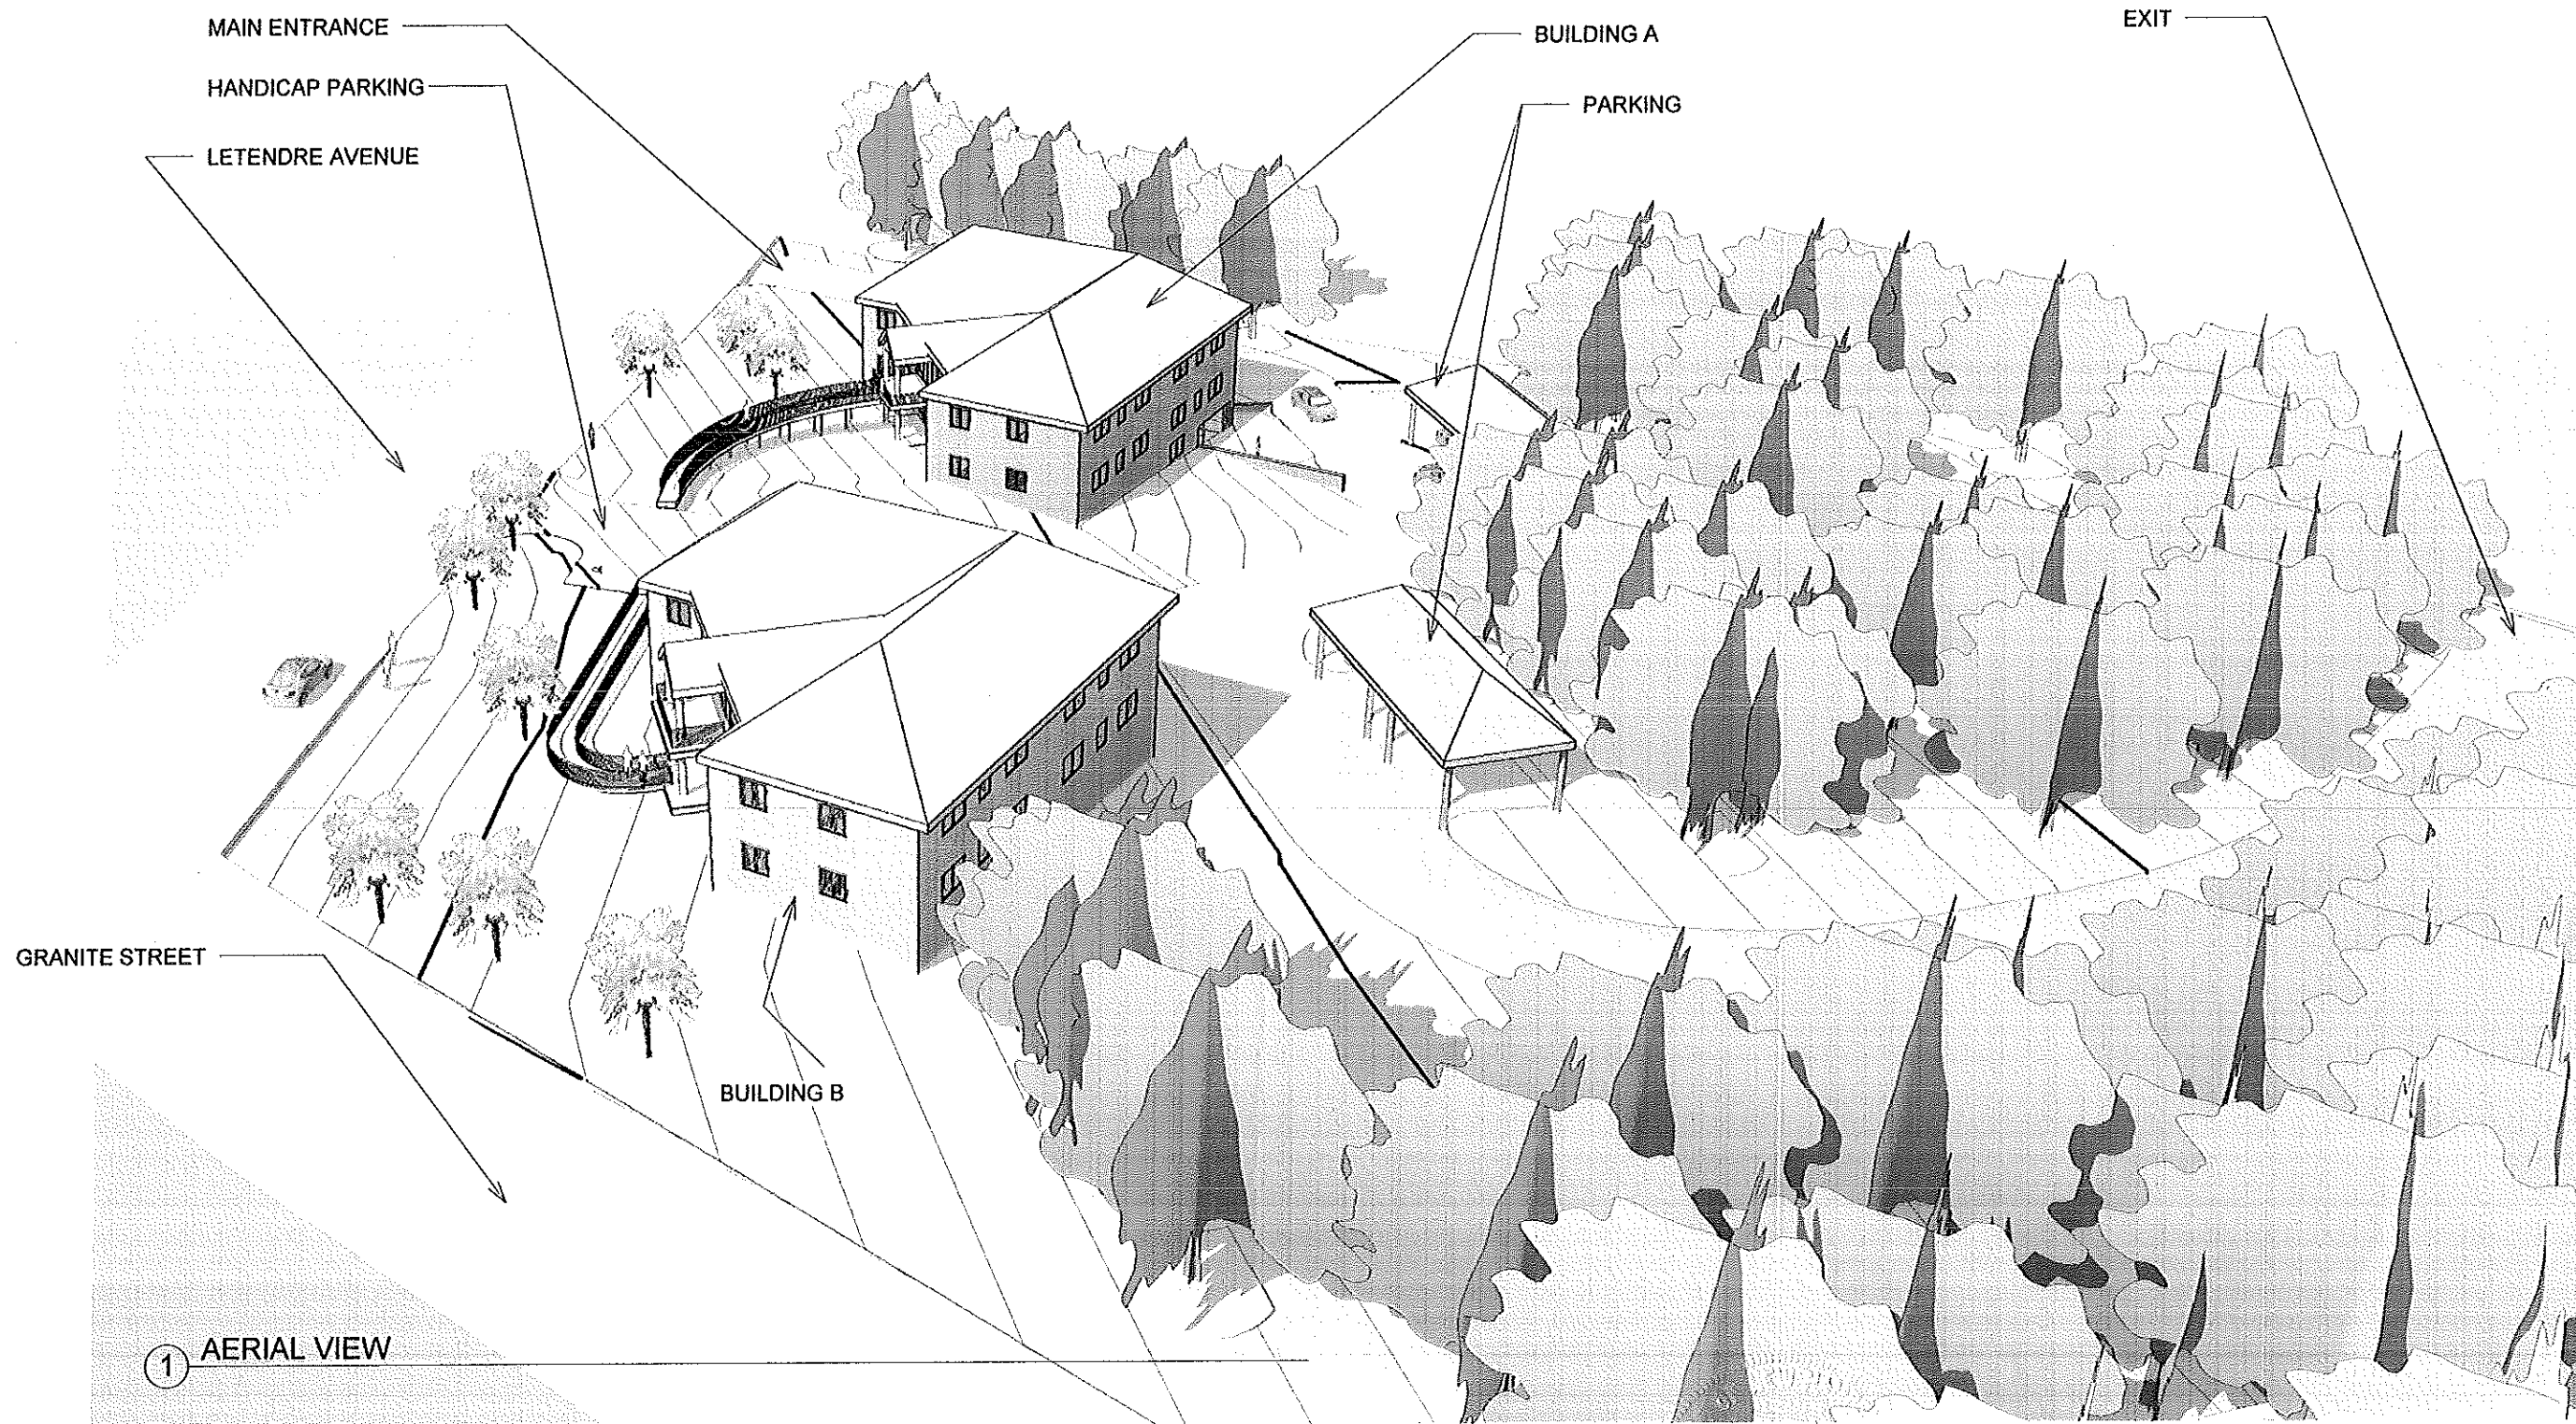 MAIN ENTRANCE
BUILDING A
EXIT
HANDICAP PARKING
PARKING
LETENDRE AVENUE
GRANITE STREET
BUILDING B
1 AERIAL VIEW